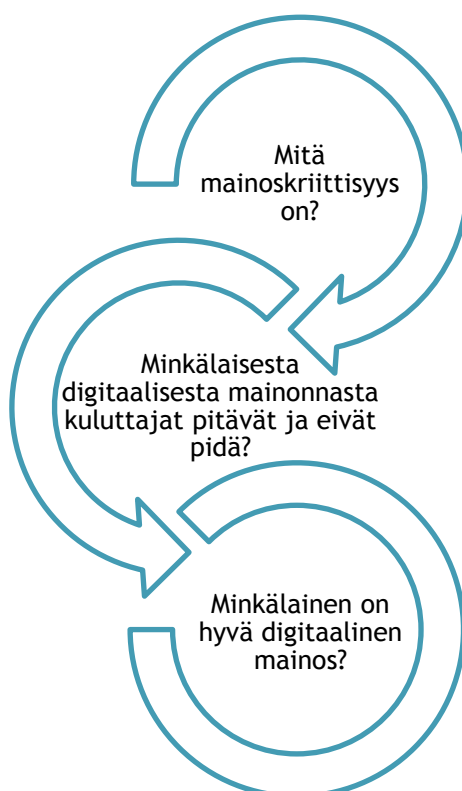 Mitä
mainoskriittisyys
on?
Minkälaisesta
digitaalisesta mainonnasta
kuluttajat pitävät ja eivät
pidä?
Minkälainen on
hyvä digitaalinen
mainos?